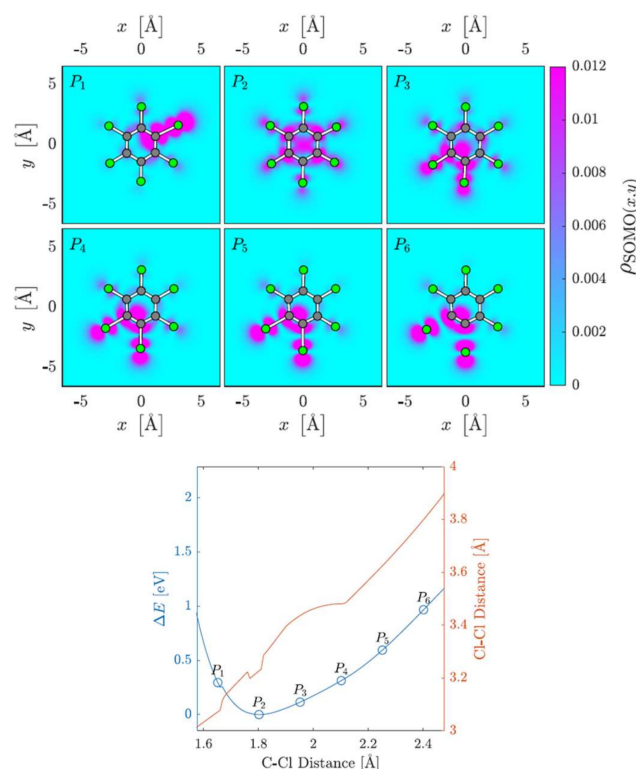 x [Å] x [Å] x [Å]
-5 0 5 -5 0 5 -5 0 5
P1 P2 P3
5
0
-5
y [Å]
P4 P5 P6
5
0
-5
y [Å]
-5 0 5 -5 0 5 -5 0 5
x [Å] x [Å] x [Å]
0.012
0.01
0.008
0.006
0.004
0.002
0
ρSOMO(x.y)
2
1.5
1
0.5
0
ΔE [eV]
P1 P2 P3 P4 P5 P6
4
3.8
3.6
3.4
3.2
3
Cl-Cl Distance [Å]
1.6 1.8 2 2.2 2.4
C-Cl Distance [Å]